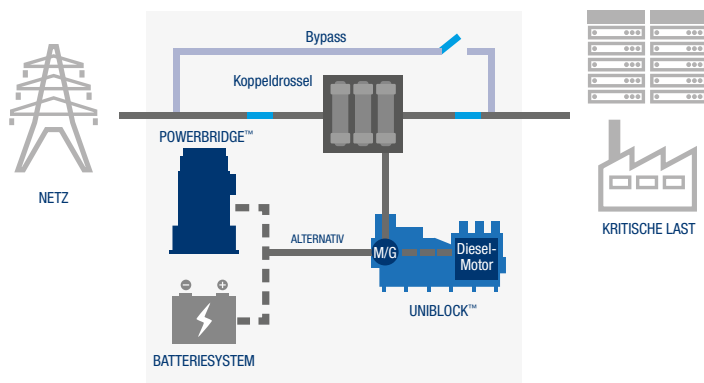 Bypass
Koppeldrossel
POWERBRIDGE™
NETZ
KRITISCHE LAST
ALTERNATIV
M/G
Diesel-
Motor
UNIBLOCK™
BATTERIESYSTEM